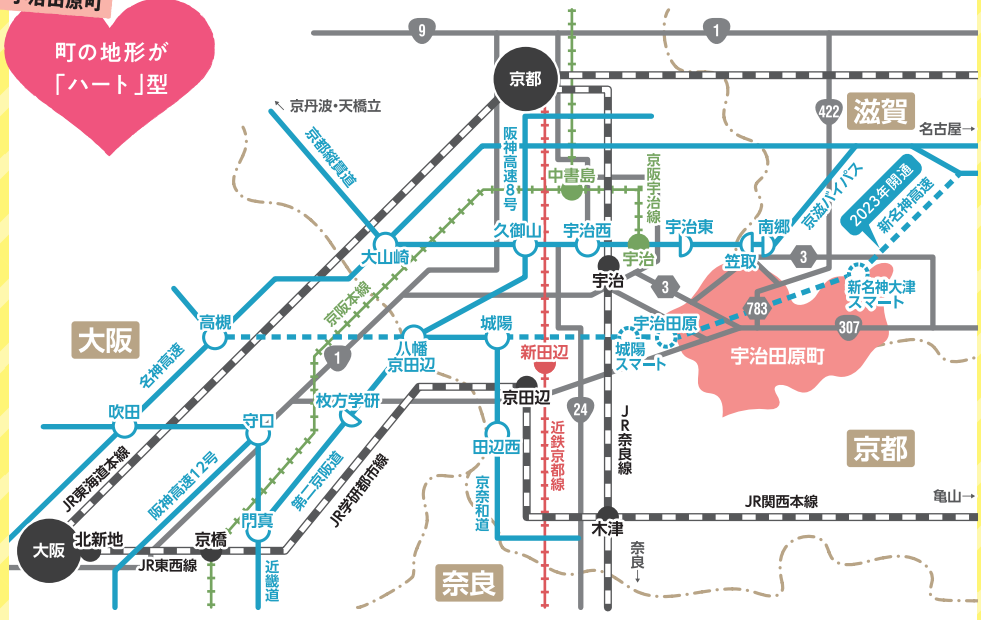 宇治田原町
町の地形が
「ハート」型
9
1
京都
422
滋賀
名古屋→
↖京丹波・天橋立
京都縦貫道
阪神高速8号
中書島
京阪宇治線
京滋バイパス
2023年開通
新名神高速
大山崎
久御山
宇治西
宇治
宇治東
笠取
南郷
3
宇治
3
新名神大津
スマート
783
307
京阪本線
大阪
高槻
名神高速
1
八幡
京田辺
城陽
新田辺
城陽
スマート
宇治田原
宇治田原町
吹田
守口
枚方学研
京田辺
24
田辺西
近鉄京都線
JR奈良線
京都
JR東海道本線
阪神高速12号
第二京阪道
JR学研都市線
京奈和道
JR関西本線
亀山→
大阪
北新地
京橋
門真
木津
JR東西線
近畿道
奈良
奈良→